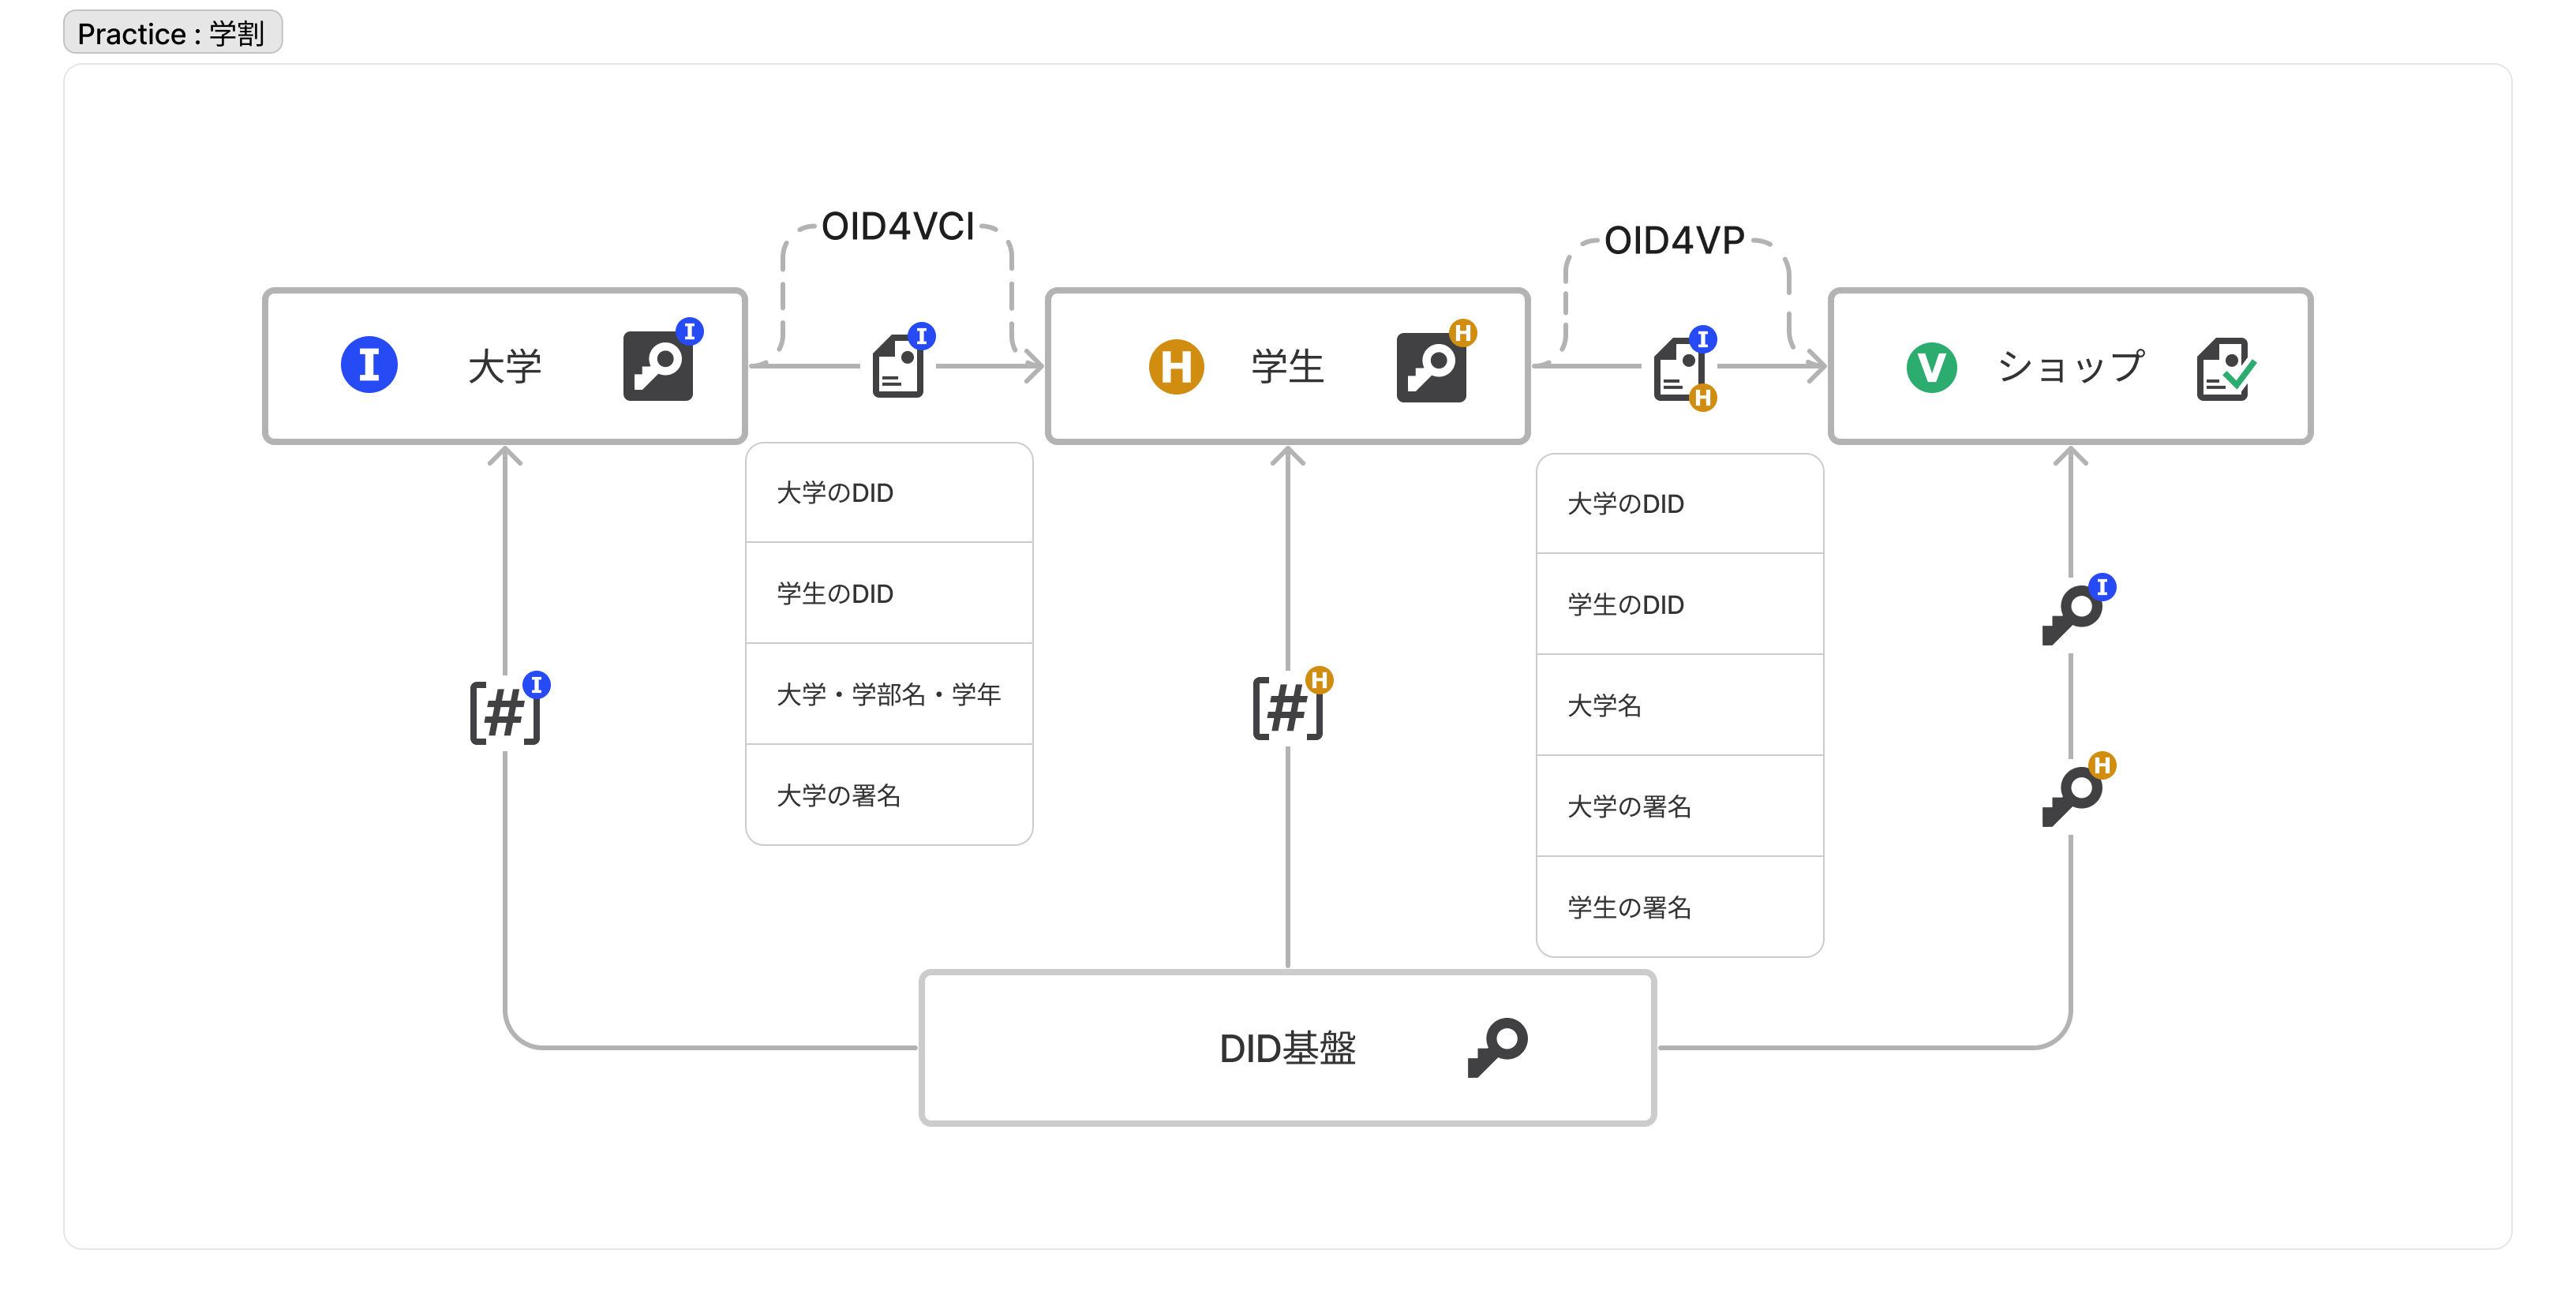 Practice : 学割
OID4VCI
OID4VP
I 大学 I
I
H 学生 H
I
H
V ショップ
大学のDID
学生のDID
大学・学部名・学年
大学の署名
大学のDID
学生のDID
大学名
大学の署名
学生の署名
[#] I
[#] H
I
H
DID基盤